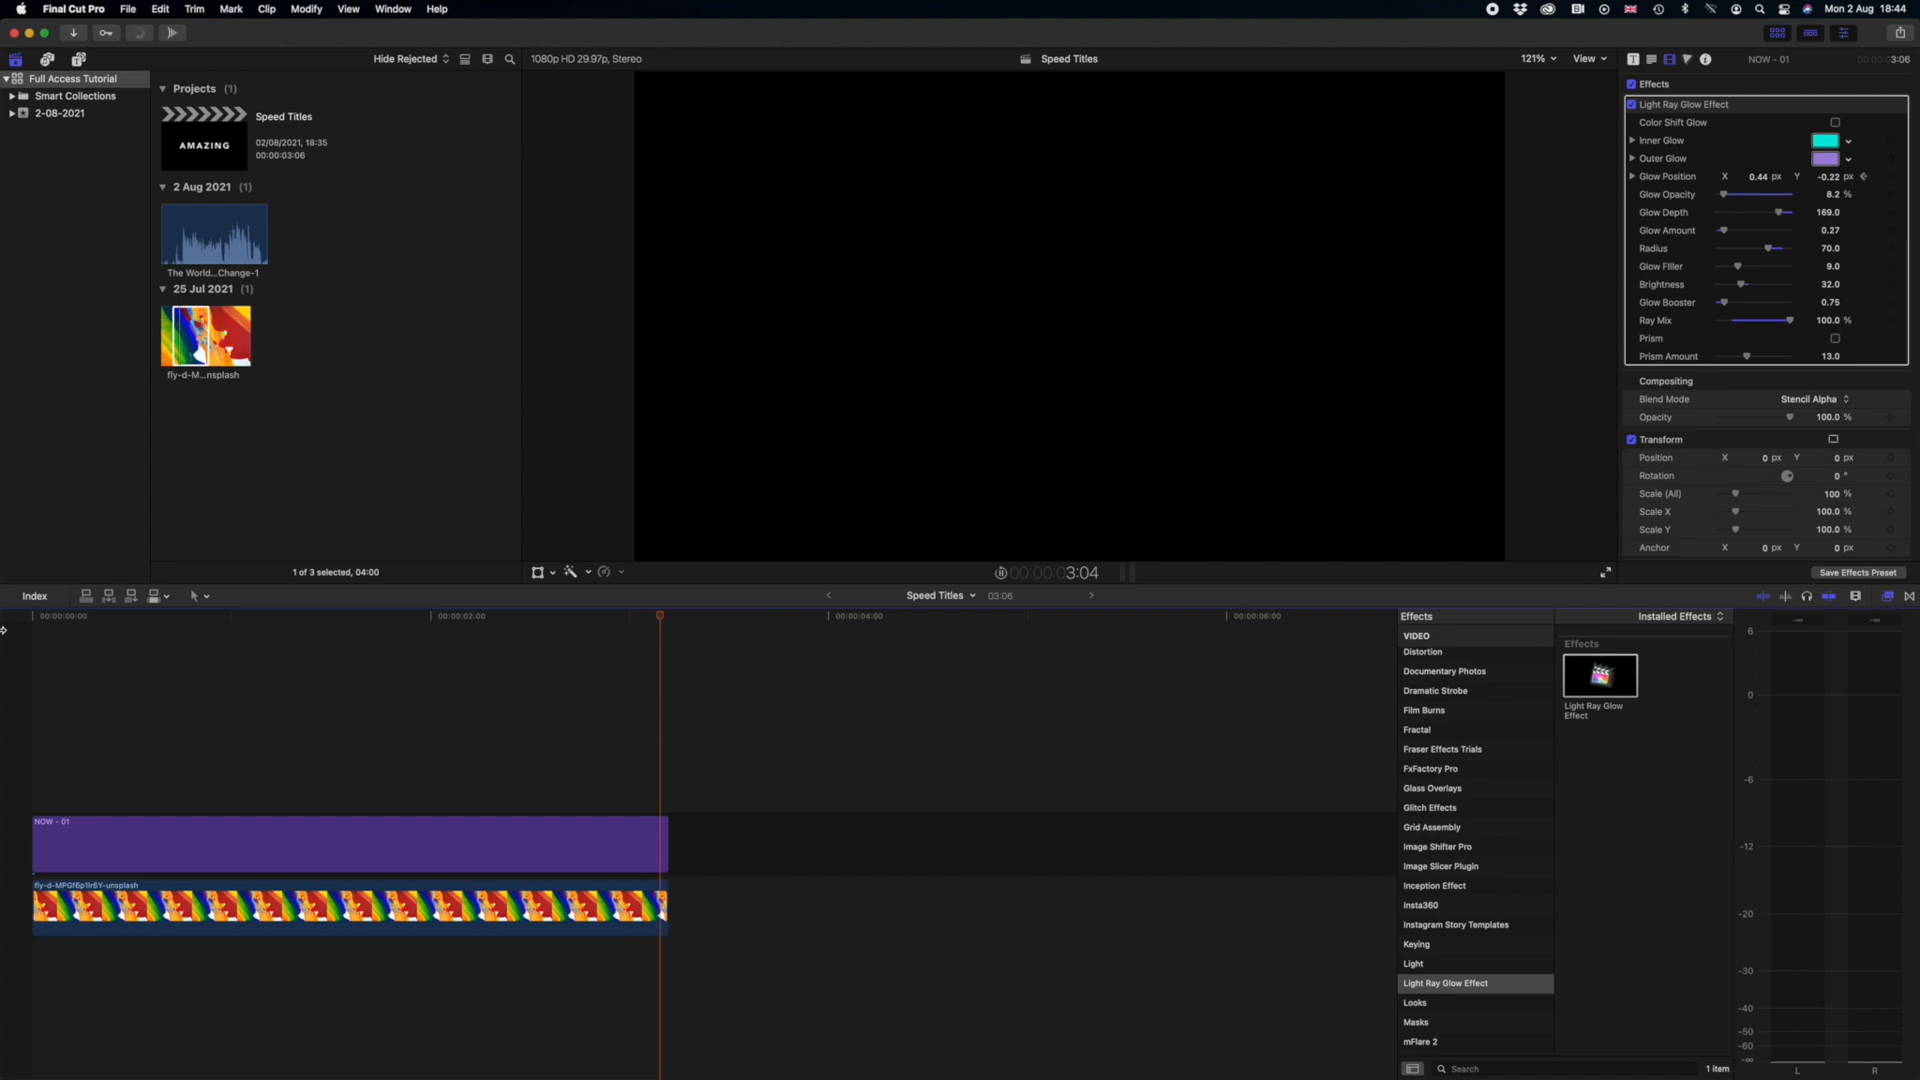 Final Cut Pro File Edit Trim Mark Clip Modify View Window Help Mon 2 Aug 18:44
Hide Rejected 1080p HD 29.97p, Stereo Speed Titles 121% View NOW - 01 00:00:03:06
Full Access Tutorial
Smart Collections
2-08-2021
Projects (1)
AMAZING
Speed Titles
02/08/2021, 18:35
00:00:03:06
2 Aug 2021 (1)
The World...Change-1
25 Jul 2021 (1)
fly-d-M...nsplash
1 of 3 selected, 04:00
00:00:00:3:04
Effects
Light Ray Glow Effect
Color Shift Glow
Inner Glow
Outer Glow
Glow Position X 0.44 px Y -0.22 px
Glow Opacity 8.2 %
Glow Depth 169.0
Glow Amount 0.27
Radius 70.0
Glow Filler 9.0
Brightness 32.0
Glow Booster 0.75
Ray Mix 100.0 %
Prism
Prism Amount 13.0
Compositing
Blend Mode Stencil Alpha
Opacity 100.0 %
Transform
Position X 0 px Y 0 px
Rotation 0 °
Scale (All) 100 %
Scale X 100.0 %
Scale Y 100.0 %
Anchor X 0 px Y 0 px
Save Effects Preset
Index Speed Titles 03:06
00:00:00:00 00:00:02:00 00:00:04:00 00:00:06:00
NOW - 01
fly-d-MPGf6p1Ir6Y-unsplash
Effects Installed Effects
VIDEO
Distortion
Documentary Photos
Dramatic Strobe
Film Burns
Fractal
Fraser Effects Trials
FxFactory Pro
Glass Overlays
Glitch Effects
Grid Assembly
Image Shifter Pro
Image Slicer Plugin
Inception Effect
Insta360
Instagram Story Templates
Keying
Light
Light Ray Glow Effect
Looks
Masks
mFlare 2
Effects
Light Ray Glow
Effect
Search 1 item
-∞ -∞
6
0
-6
-12
-20
-30
-40
-50
-60
-∞
L R